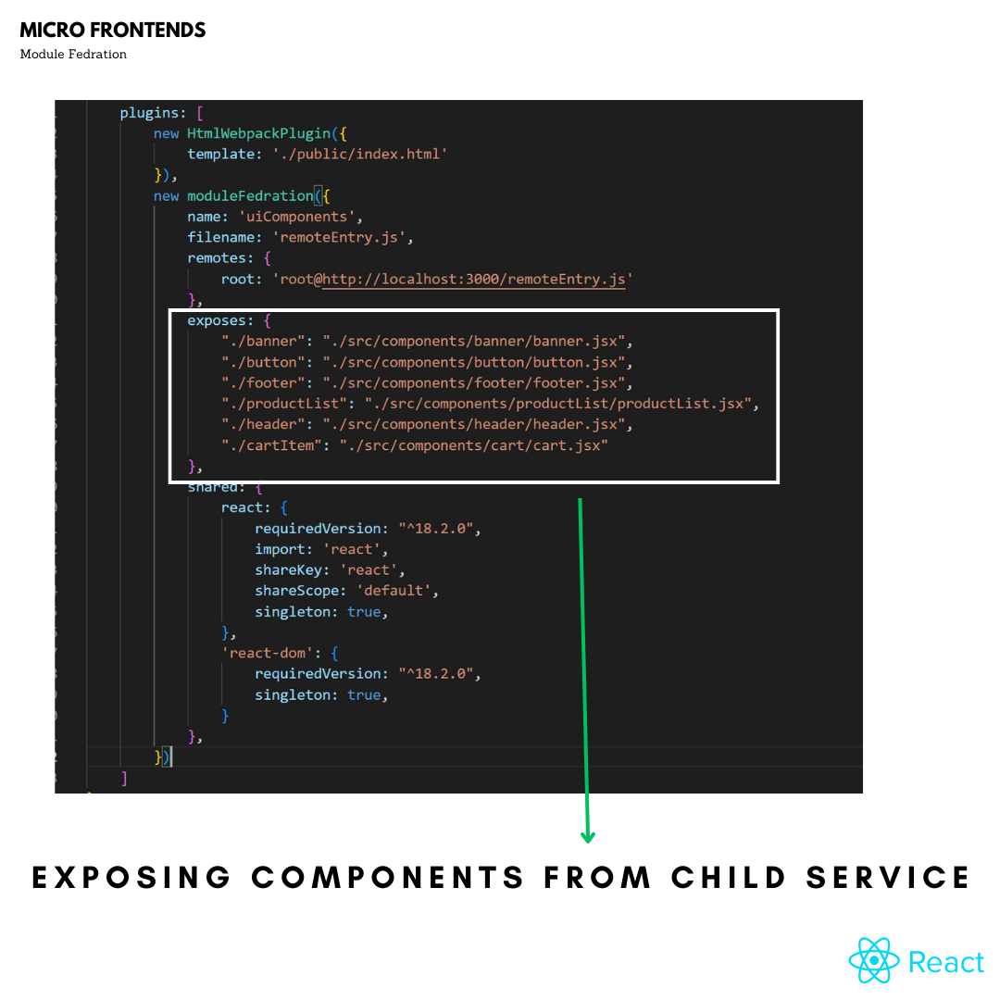 MICRO FRONTENDS
Module Fedration
plugins: [
new HtmlWebpackPlugin({
template: './public/index.html'
}),
new moduleFedration({
name: 'uiComponents',
filename: 'remoteEntry.js',
remotes: {
root: 'root@http://localhost:3000/remoteEntry.js'
},
exposes: {
"./banner": "./src/components/banner/banner.jsx",
"./button": "./src/components/button/button.jsx",
"./footer": "./src/components/footer/footer.jsx",
"./productList": "./src/components/productList/productList.jsx",
"./header": "./src/components/header/header.jsx",
"./cartItem": "./src/components/cart/cart.jsx"
},
shared: {
react: {
requiredVersion: "^18.2.0",
import: 'react',
shareKey: 'react',
shareScope: 'default',
singleton: true,
},
'react-dom': {
requiredVersion: "^18.2.0",
singleton: true,
}
},
})
]
EXPOSING COMPONENTS FROM CHILD SERVICE
React